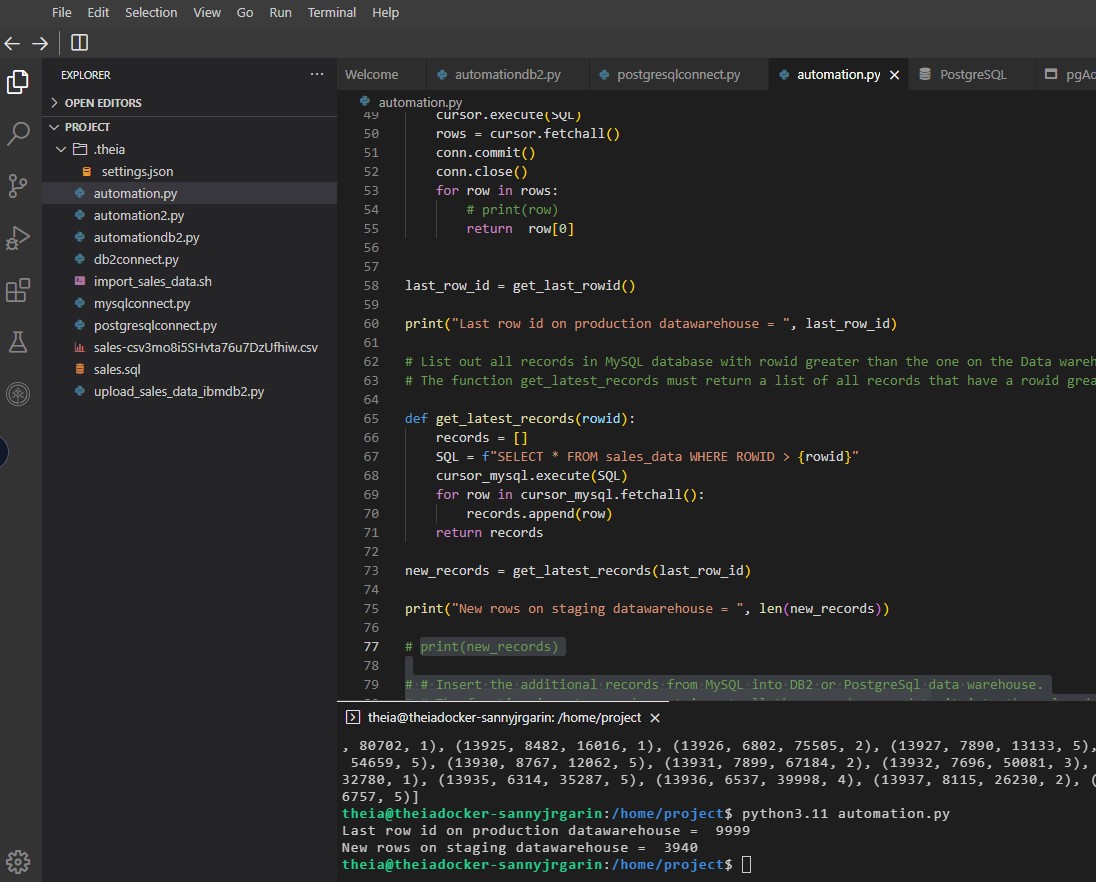 File Edit Selection View Go Run Terminal Help
EXPLORER ...
OPEN EDITORS
PROJECT
.theia
settings.json
automation.py
automation2.py
automationdb2.py
db2connect.py
import_sales_data.sh
mysqlconnect.py
postgresqlconnect.py
sales-csv3mo8i5SHvta76u7DzUfhiw.csv
sales.sql
upload_sales_data_ibmdb2.py
Welcome automationdb2.py postgresqlconnect.py automation.py PostgreSQL
automation.py
49 cursor.execute(SQL)
50 rows = cursor.fetchall()
51 conn.commit()
52 conn.close()
53 for row in rows:
54 # print(row)
55 return  row[0]
56
57
58 last_row_id = get_last_rowid()
59
60 print("Last row id on production datawarehouse = ", last_row_id)
61
62 # List out all records in MySQL database with rowid greater than the one on the Data
63 # The function get_latest_records must return a list of all records that have a rowid
64
65 def get_latest_records(rowid):
66 records = []
67 SQL = f"SELECT * FROM sales_data WHERE ROWID > {rowid}"
68 cursor_mysql.execute(SQL)
69 for row in cursor_mysql.fetchall():
70 records.append(row)
71 return records
72
73 new_records = get_latest_records(last_row_id)
74
75 print("New rows on staging datawarehouse = ", len(new_records))
76
77 # print(new_records)
78
79 # # Insert the additional records from MySQL into DB2 or PostgreSql data warehouse.
theia@theiadocker-sannyjrgarin: /home/project
, 80702, 1), (13925, 8482, 16016, 1), (13926, 6802, 75505, 2), (13927, 7890, 13133, 5),
54659, 5), (13930, 8767, 12062, 5), (13931, 7899, 67184, 2), (13932, 7696, 50081, 3),
32780, 1), (13935, 6314, 35287, 5), (13936, 6537, 39998, 4), (13937, 8115, 26230, 2), (
6757, 5)]
theia@theiadocker-sannyjrgarin:/home/project$ python3.11 automation.py
Last row id on production datawarehouse =  9999
New rows on staging datawarehouse =  3940
theia@theiadocker-sannyjrgarin:/home/project$